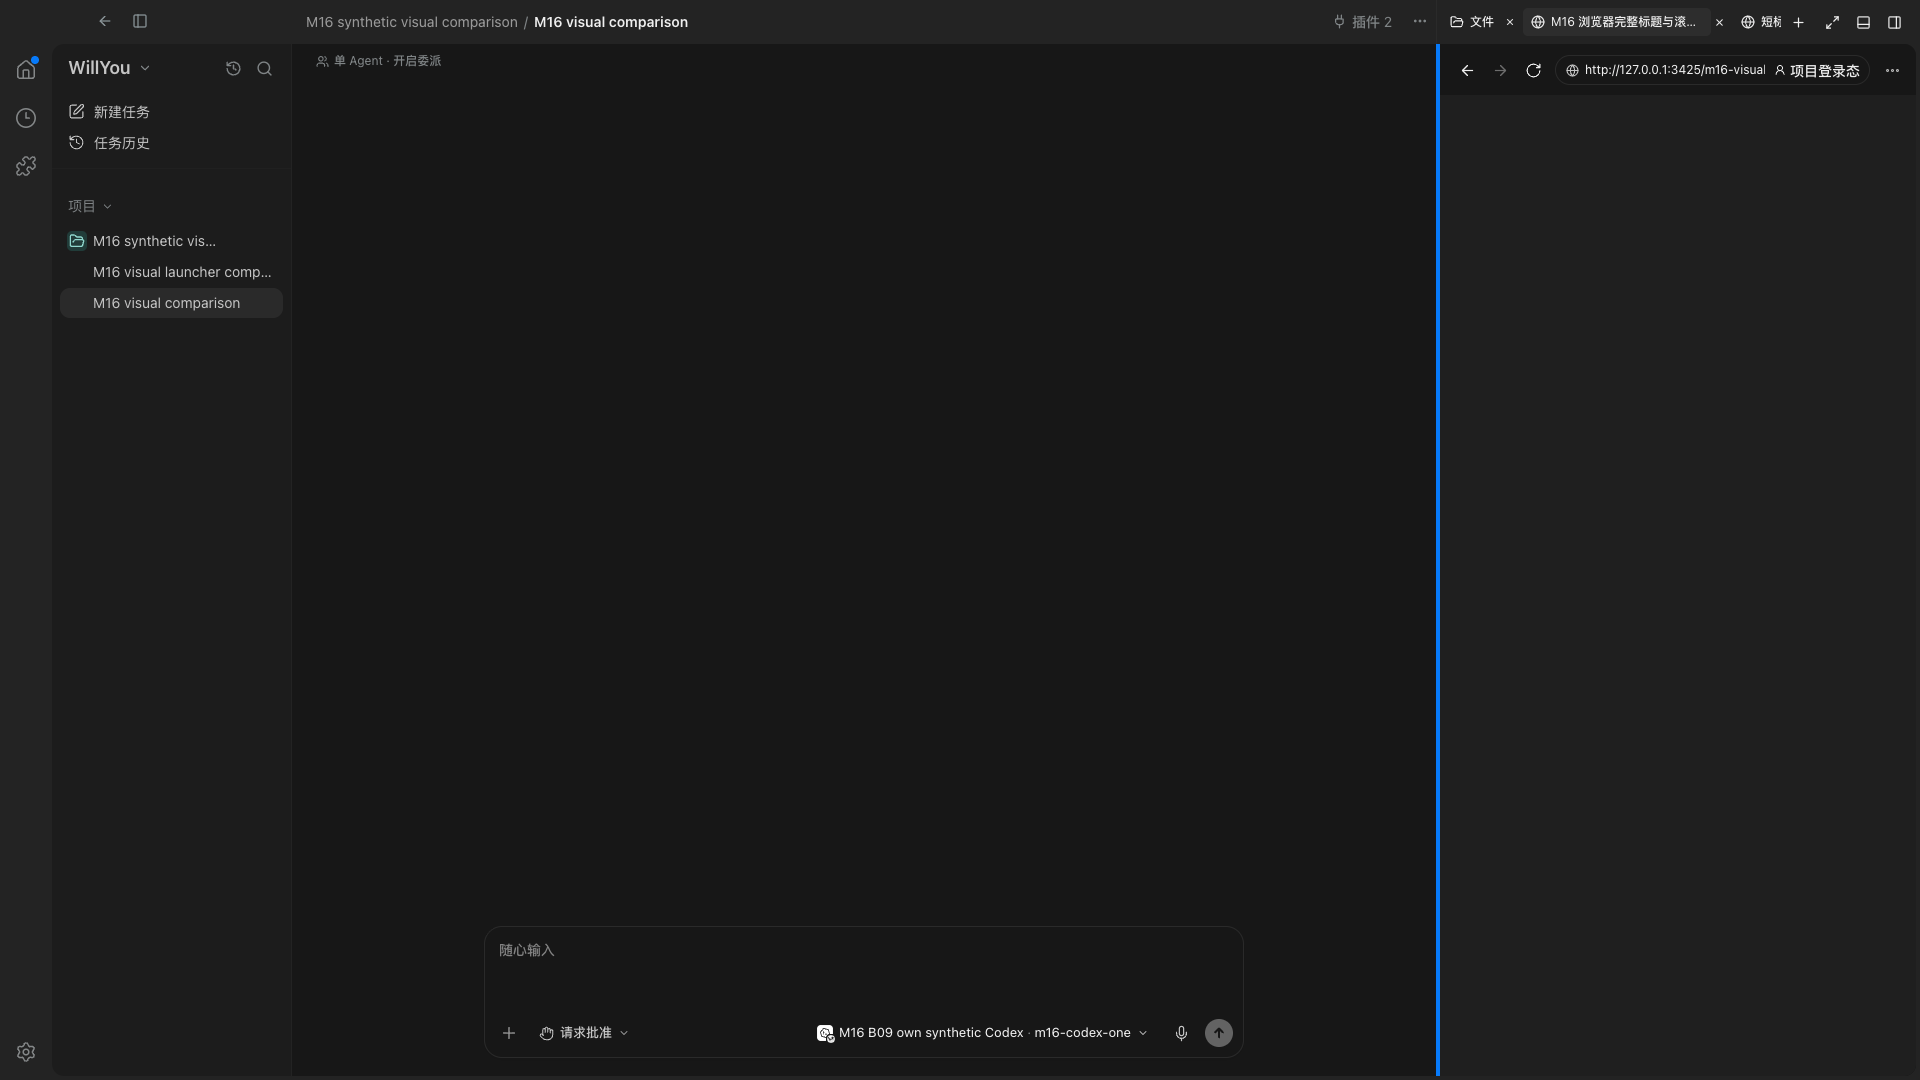 M16 synthetic visual comparison / M16 visual comparison
插件 2
文件
M16 浏览器完整标题与滚...
短标
WillYou
单 Agent · 开启委派
http://127.0.0.1:3425/m16-visual
项目登录态
新建任务
任务历史
项目
M16 synthetic vis...
M16 visual launcher comp...
M16 visual comparison
随心输入
请求批准
M16 B09 own synthetic Codex · m16-codex-one